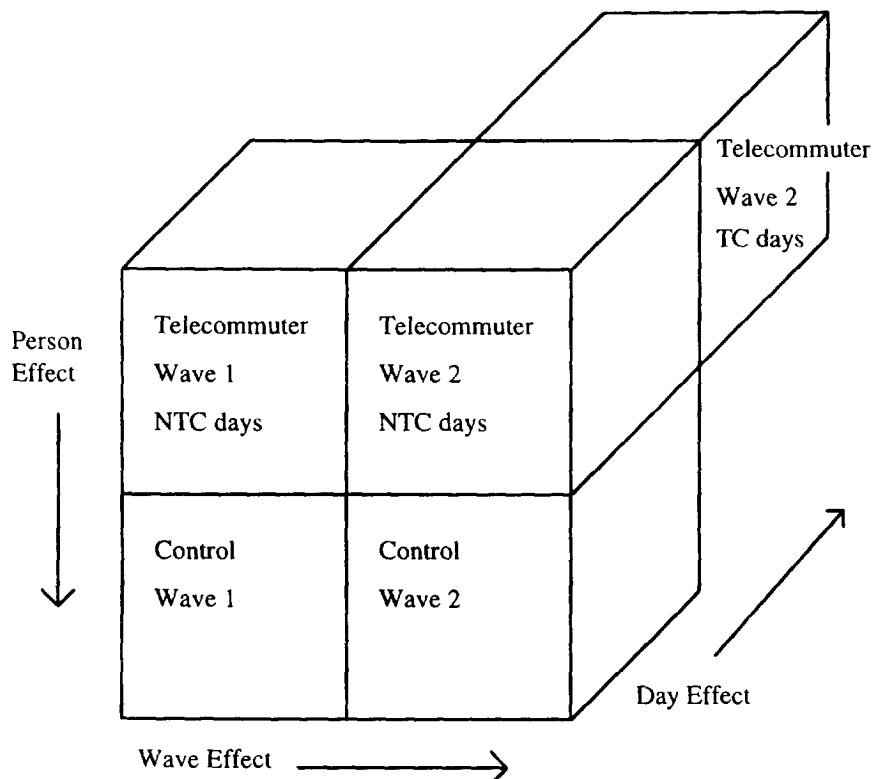 Telecommuter
Wave 2
TC days
Person
Effect
Telecommuter
Wave 1
NTC days
Telecommuter
Wave 2
NTC days
Control
Wave 1
Control
Wave 2
Day Effect
Wave Effect